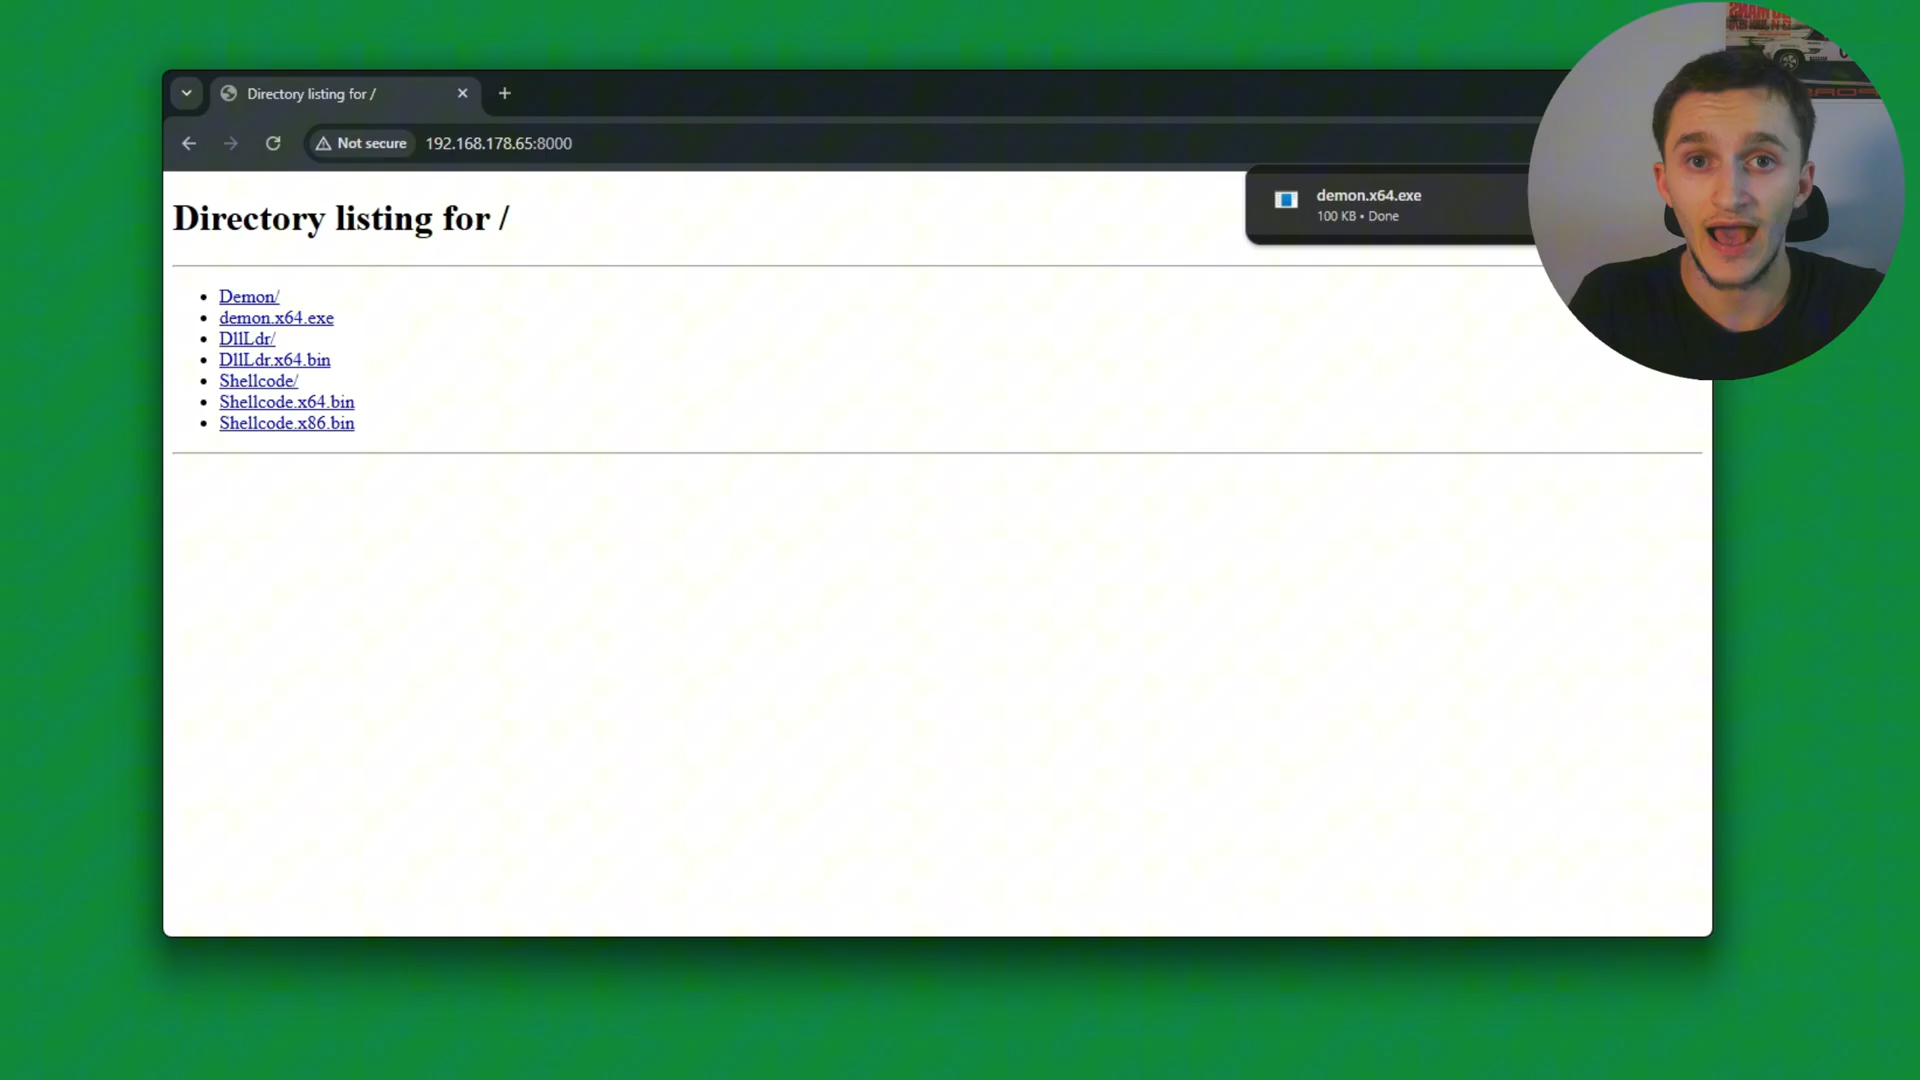 Directory listing for /
Not secure
192.168.178.65:8000
demon.x64.exe
100 KB • Done
Directory listing for /
Demon/
demon.x64.exe
DllLdr/
DllLdr.x64.bin
Shellcode/
Shellcode.x64.bin
Shellcode.x86.bin